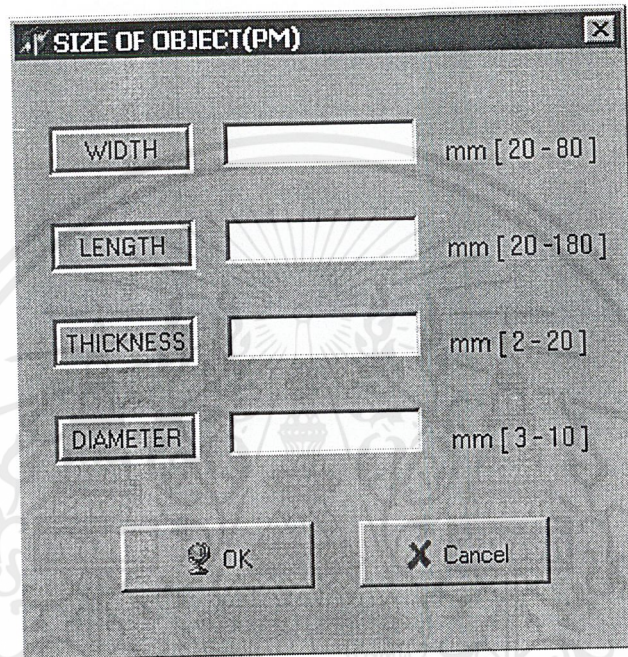 SIZE OF OBJECT(PM)
WIDTH mm [ 20 - 80 ]
LENGTH mm [ 20 -180 ]
THICKNESS mm [ 2 - 20 ]
DIAMETER mm [ 3 - 10 ]
OK Cancel